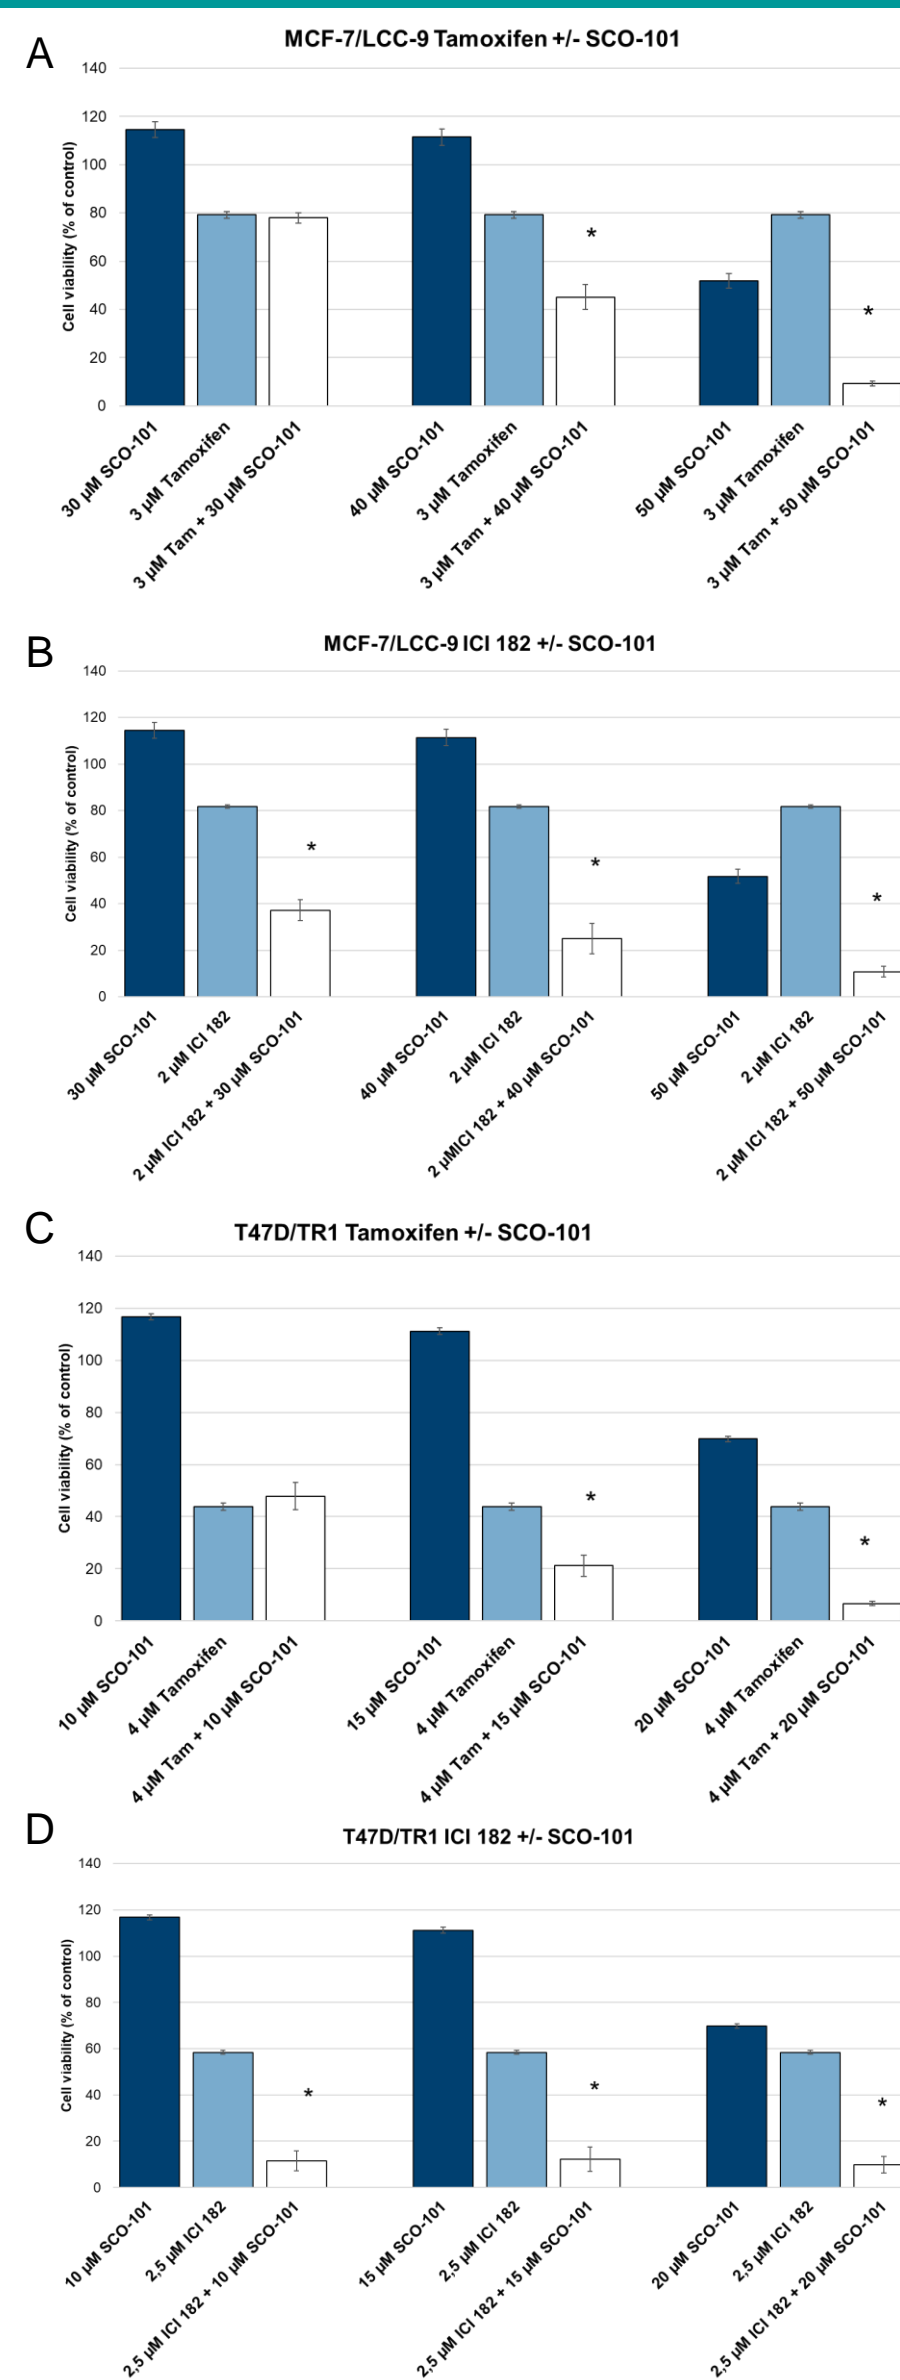 A
MCF-7/LCC-9 Tamoxifen +/- SCO-101
Cell viability (% of control)
140
120
100
80
60
40
20
0
*
*
30 µM SCO-101
3 µM Tamoxifen
3 µM Tam + 30 µM SCO-101
40 µM SCO-101
3 µM Tamoxifen
3 µM Tam + 40 µM SCO-101
50 µM SCO-101
3 µM Tamoxifen
3 µM Tam + 50 µM SCO-101
B
MCF-7/LCC-9 ICI 182 +/- SCO-101
Cell viability (% of control)
140
120
100
80
60
40
20
0
*
*
*
30 µM SCO-101
2 µM ICI 182
2 µM ICI 182 + 30 µM SCO-101
40 µM SCO-101
2 µM ICI 182
2 µMICI 182 + 40 µM SCO-101
50 µM SCO-101
2 µM ICI 182
2 µM ICI 182 + 50 µM SCO-101
C
T47D/TR1 Tamoxifen +/- SCO-101
Cell viability (% of control)
140
120
100
80
60
40
20
0
*
*
10 µM SCO-101
4 µM Tamoxifen
4 µM Tam + 10 µM SCO-101
15 µM SCO-101
4 µM Tamoxifen
4 µM Tam + 15 µM SCO-101
20 µM SCO-101
4 µM Tamoxifen
4 µM Tam + 20 µM SCO-101
D
T47D/TR1 ICI 182 +/- SCO-101
Cell viability (% of control)
140
120
100
80
60
40
20
0
*
*
*
10 µM SCO-101
2,5 µM ICI 182
2,5 µM ICI 182 + 10 µM SCO-101
15 µM SCO-101
2,5 µM ICI 182
2,5 µM ICI 182 + 15 µM SCO-101
20 µM SCO-101
2,5 µM ICI 182
2,5 µM ICI 182 + 20 µM SCO-101